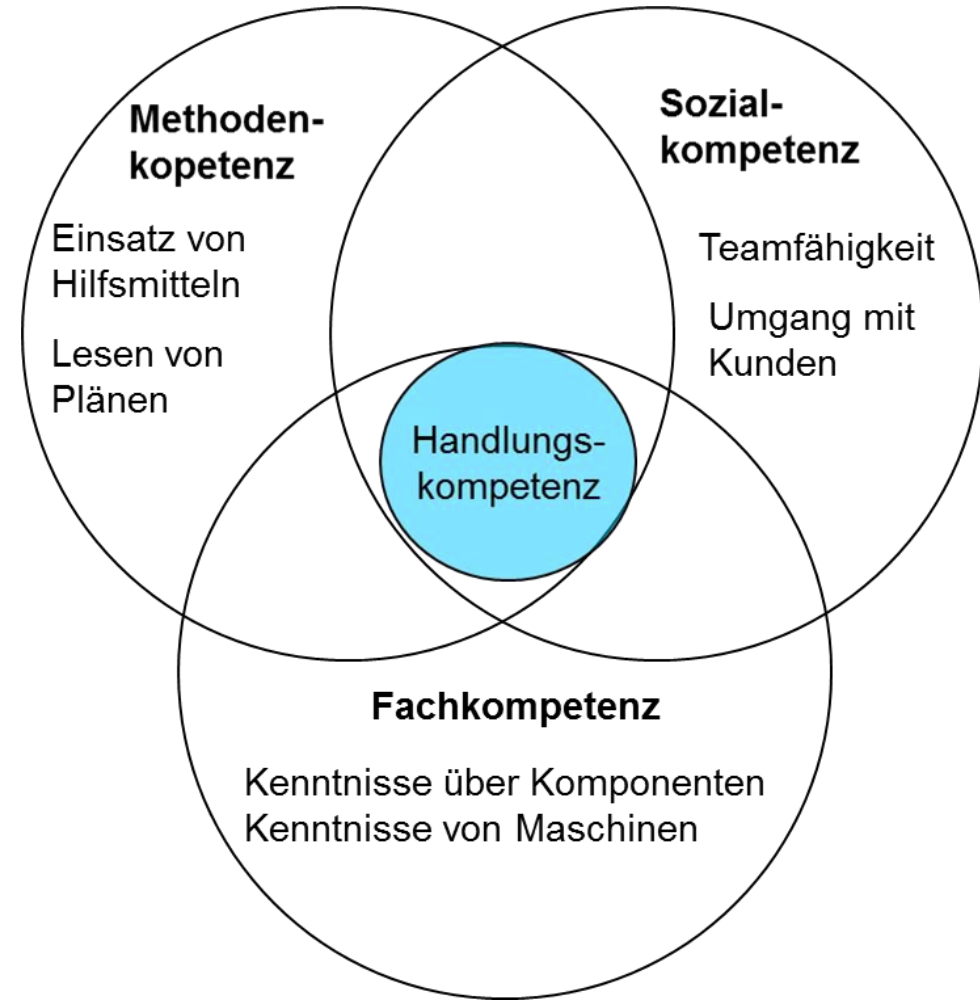 Methoden-
kopetenz
Einsatz von
Hilfsmitteln
Lesen von
Plänen
Sozial-
kompetenz
Teamfähigkeit
Umgang mit
Kunden
Handlungs-
kompetenz
Fachkompetenz
Kenntnisse über Komponenten
Kenntnisse von Maschinen